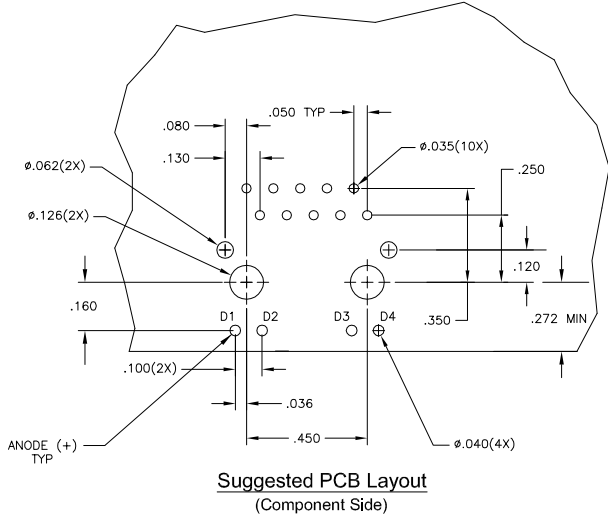 .050 TYP
.080
ø.035(10X)
.130
ø.062(2X)
.250
ø.126(2X)
.120
.160
D1
D2
D3
D4
.350
.272 MIN
.100(2X)
.036
.450
ANODE (+)
TYP
ø.040(4X)
Suggested PCB Layout
(Component Side)